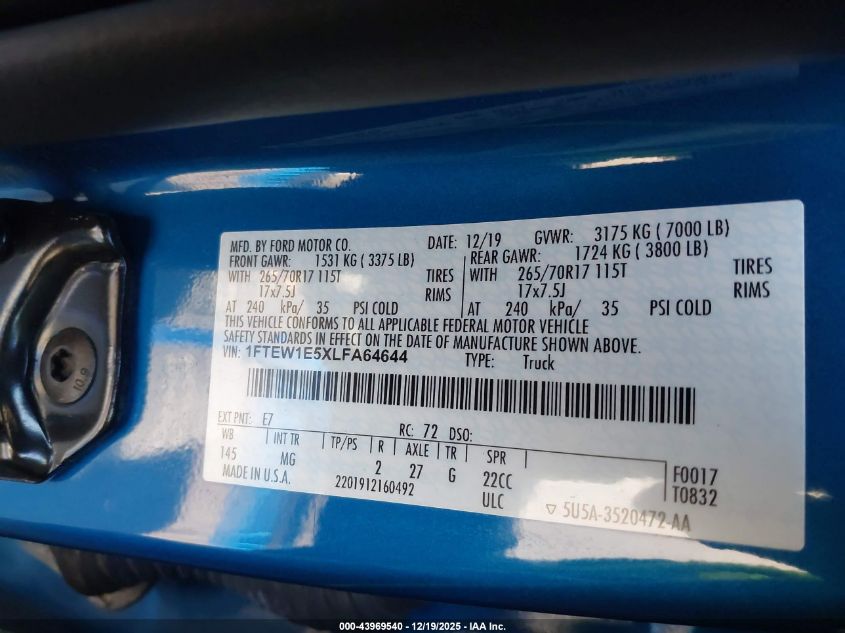 MFD. BY FORD MOTOR CO. DATE: 12/19 GVWR: 3175 KG ( 7000 LB)
FRONT GAWR: 1531 KG ( 3375 LB) REAR GAWR: 1724 KG ( 3800 LB)
WITH 265/70R17 115T TIRES WITH 265/70R17 115T TIRES
17x7.5J RIMS 17x7.5J RIMS
AT 240 kPa/ 35 PSI COLD AT 240 kPa/ 35 PSI COLD
THIS VEHICLE CONFORMS TO ALL APPLICABLE FEDERAL MOTOR VEHICLE
SAFETY STANDARDS IN EFFECT ON THE DATE OF MANUFACTURE SHOWN ABOVE.
VIN: 1FTEW1E5XLFA64644 TYPE: Truck
EXT PNT: E7 RC: 72 DSO:
WB INT TR TP/PS R AXLE TR SPR
145 MG 2 27 G 22CC F0017
MADE IN U.S.A. 2201912160492 ULC T0832
▽ 5U5A-3520472-AA
10.9
000-43969540 - 12/19/2025 - IAA Inc.